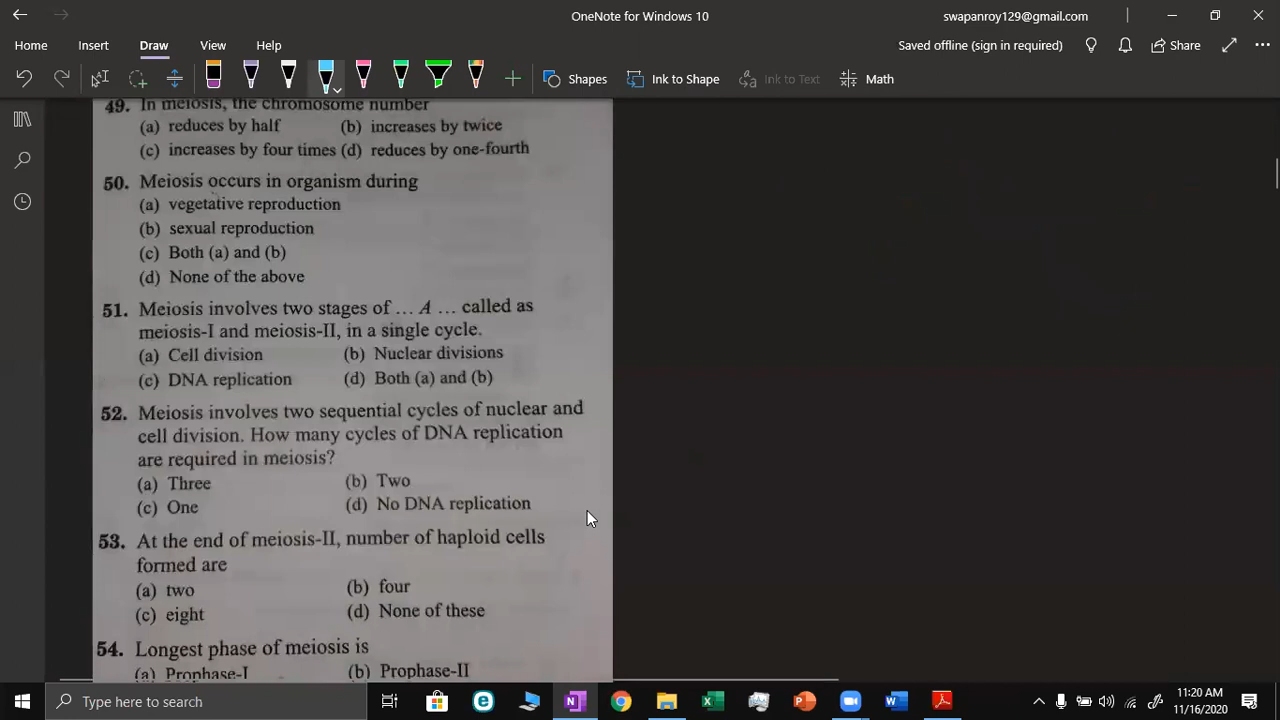 OneNote for Windows 10
swapanroy129@gmail.com
Home Insert Draw View Help
Saved offline (sign in required)
Share
Shapes
Ink to Shape
Ink to Text
Math
49. In meiosis, the chromosome number
(a) reduces by half (b) increases by twice
(c) increases by four times (d) reduces by one-fourth
50. Meiosis occurs in organism during
(a) vegetative reproduction
(b) sexual reproduction
(c) Both (a) and (b)
(d) None of the above
51. Meiosis involves two stages of ... A ... called as
meiosis-I and meiosis-II, in a single cycle.
(a) Cell division (b) Nuclear divisions
(c) DNA replication (d) Both (a) and (b)
52. Meiosis involves two sequential cycles of nuclear and
cell division. How many cycles of DNA replication
are required in meiosis?
(a) Three (b) Two
(c) One (d) No DNA replication
53. At the end of meiosis-II, number of haploid cells
formed are
(a) two (b) four
(c) eight (d) None of these
54. Longest phase of meiosis is
(a) Prophase-I (b) Prophase-II
Type here to search
11:20 AM
11/16/2020